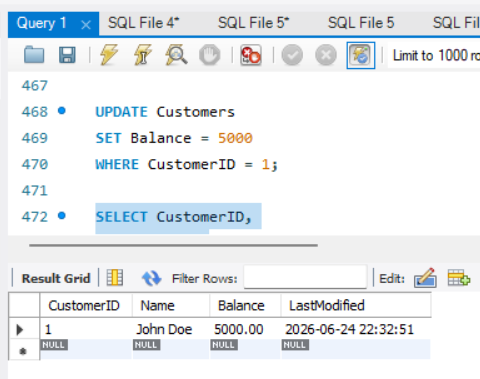 Query 1 SQL File 4* SQL File 5* SQL File 5 SQL Fil
Limit to 1000 ro
467
468 UPDATE Customers
469 SET Balance = 5000
470 WHERE CustomerID = 1;
471
472 SELECT CustomerID,
Result Grid Filter Rows: Edit:
CustomerID Name Balance LastModified
1 John Doe 5000.00 2026-06-24 22:32:51
NULL NULL NULL NULL